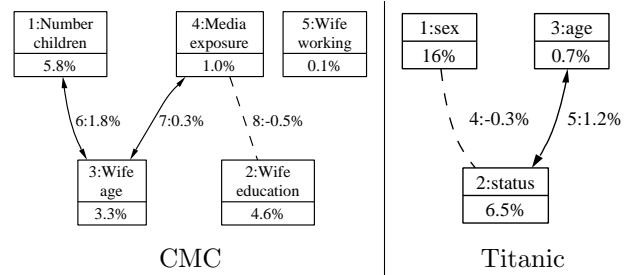 1:Number
children
5.8%
4:Media
exposure
1.0%
5:Wife
working
0.1%
6:1.8%
7:0.3%
8:-0.5%
3:Wife
age
3.3%
2:Wife
education
4.6%
CMC
1:sex
16%
3:age
0.7%
4:-0.3%
5:1.2%
2:status
6.5%
Titanic